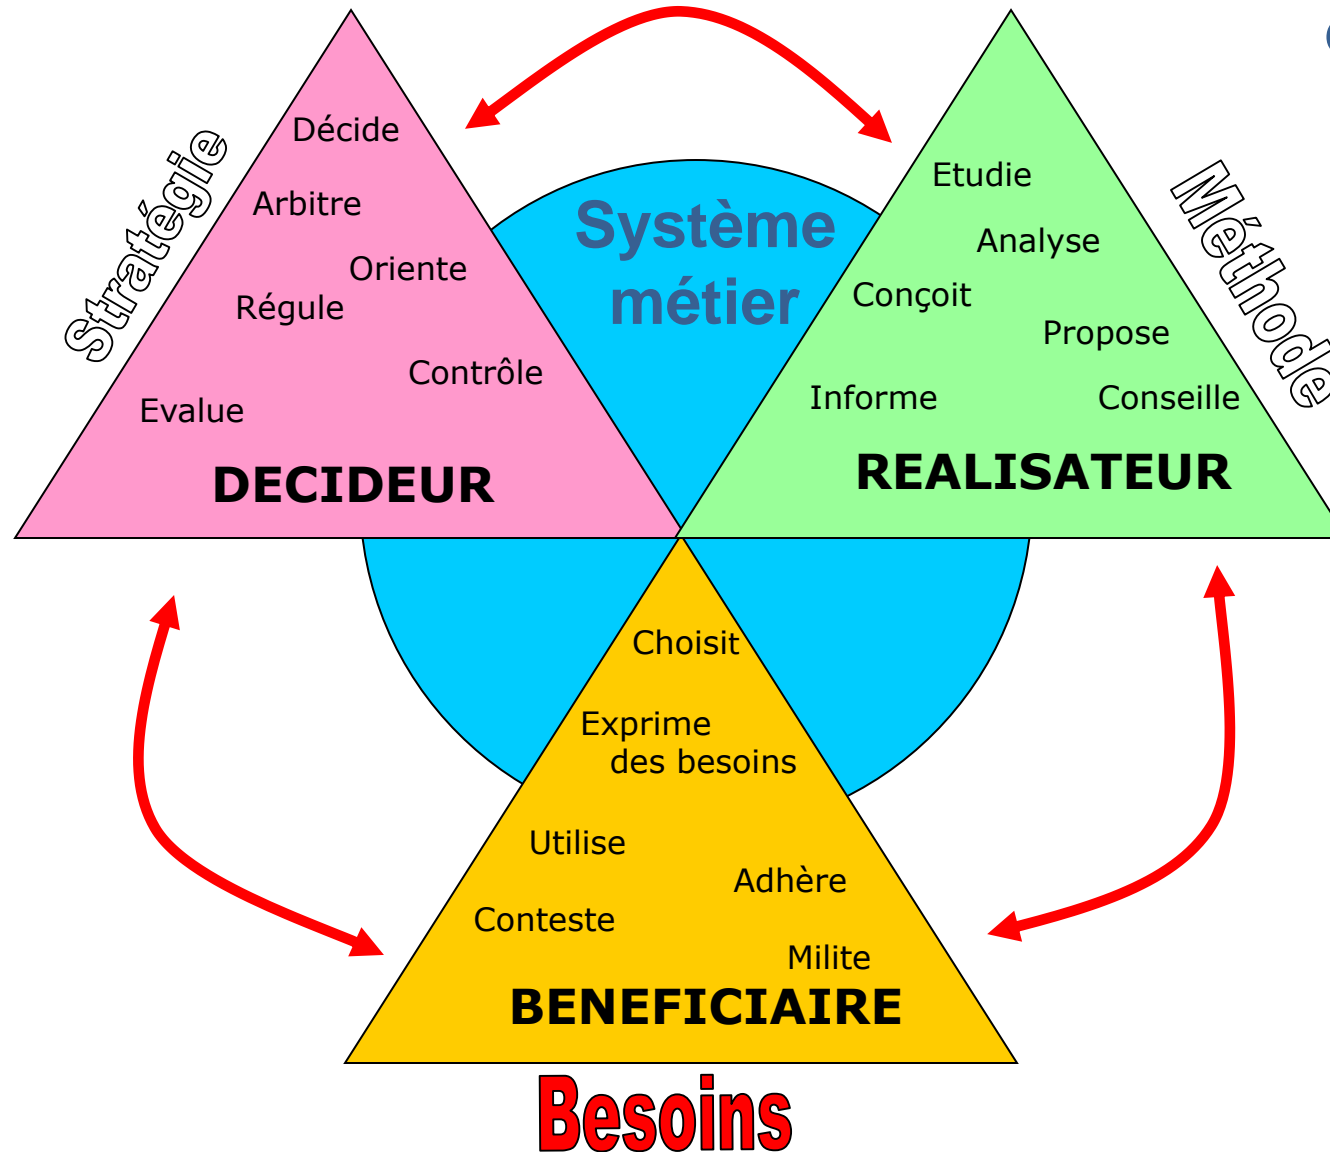 Stratégie
Décide
Arbitre
Oriente
Régule
Contrôle
Evalue
DECIDEUR
Système
métier
Méthode
Etudie
Analyse
Conçoit
Propose
Informe
Conseille
REALISATEUR
Choisit
Exprime
des besoins
Utilise
Adhère
Conteste
Milite
BENEFICIAIRE
Besoins